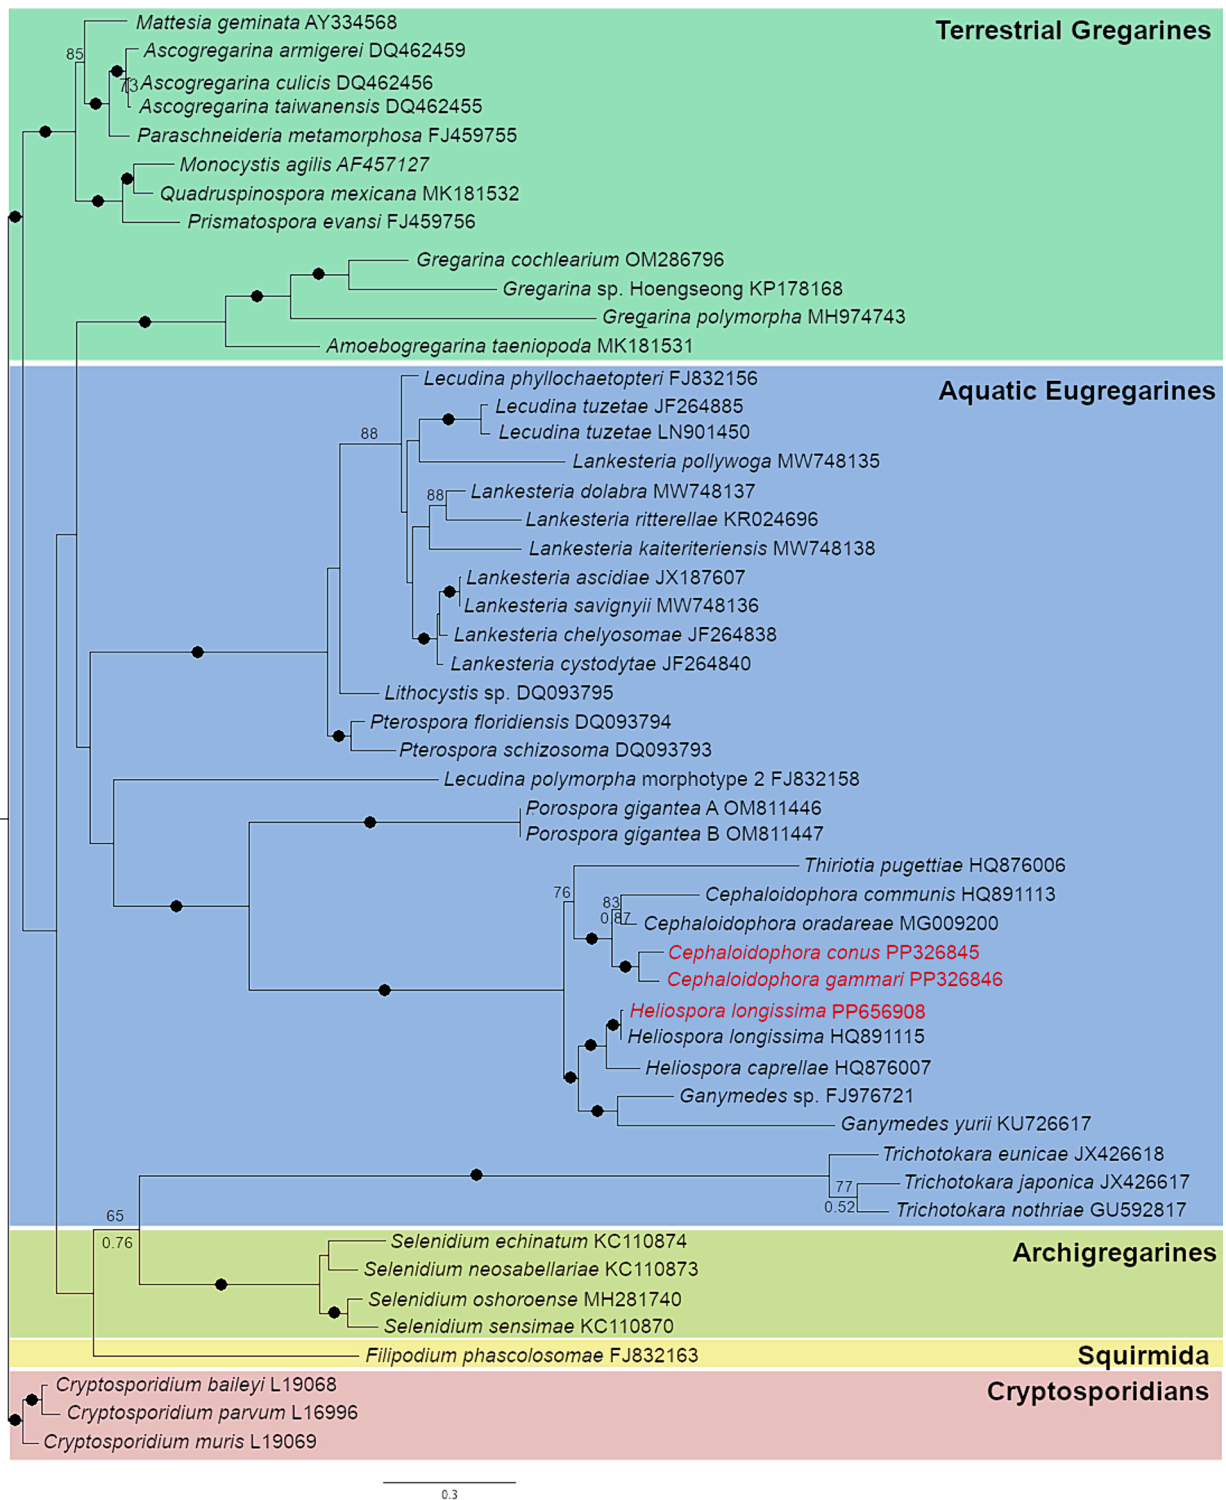 Terrestrial Gregarines
Mattesia geminata AY334568
85
Ascogregarina armigerei DQ462459
73
Ascogregarina culicis DQ462456
Ascogregarina taiwanensis DQ462455
Paraschneideria metamorphosa FJ459755
Monocystis agilis AF457127
Quadruspinospora mexicana MK181532
Prismatospora evansi FJ459756
Gregarina cochlearium OM286796
Gregarina sp. Hoengseong KP178168
Gregarina polymorpha MH974743
Amoebogregarina taeniopoda MK181531
Aquatic Eugregarines
Lecudina phyllochaetopteri FJ832156
Lecudina tuzetae JF264885
Lecudina tuzetae LN901450
88
Lankesteria pollywoga MW748135
Lankesteria dolabra MW748137
88
Lankesteria ritterellae KR024696
Lankesteria kaiteriteriensis MW748138
Lankesteria ascidiae JX187607
Lankesteria savignyii MW748136
Lankesteria chelyosomae JF264838
Lankesteria cystodytae JF264840
Lithocystis sp. DQ093795
Pterospora floridiensis DQ093794
Pterospora schizosoma DQ093793
Lecudina polymorpha morphotype 2 FJ832158
Porospora gigantea A OM811446
Porospora gigantea B OM811447
Thiriotia pugettiae HQ876006
76
Cephaloidophora communis HQ891113
83
0.87
Cephaloidophora oradareae MG009200
Cephaloidophora conus PP326845
Cephaloidophora gammari PP326846
Heliospora longissima PP656908
Heliospora longissima HQ891115
Heliospora caprellae HQ876007
Ganymedes sp. FJ976721
Ganymedes yurii KU726617
Trichotokara eunicae JX426618
Trichotokara japonica JX426617
77
0.52
Trichotokara nothriae GU592817
65
0.76
Archigregarines
Selenidium echinatum KC110874
Selenidium neosabellariae KC110873
Selenidium oshoroense MH281740
Selenidium sensimae KC110870
Squirmida
Filipodium phascolosomae FJ832163
Cryptosporidians
Cryptosporidium baileyi L19068
Cryptosporidium parvum L16996
Cryptosporidium muris L19069
0.3